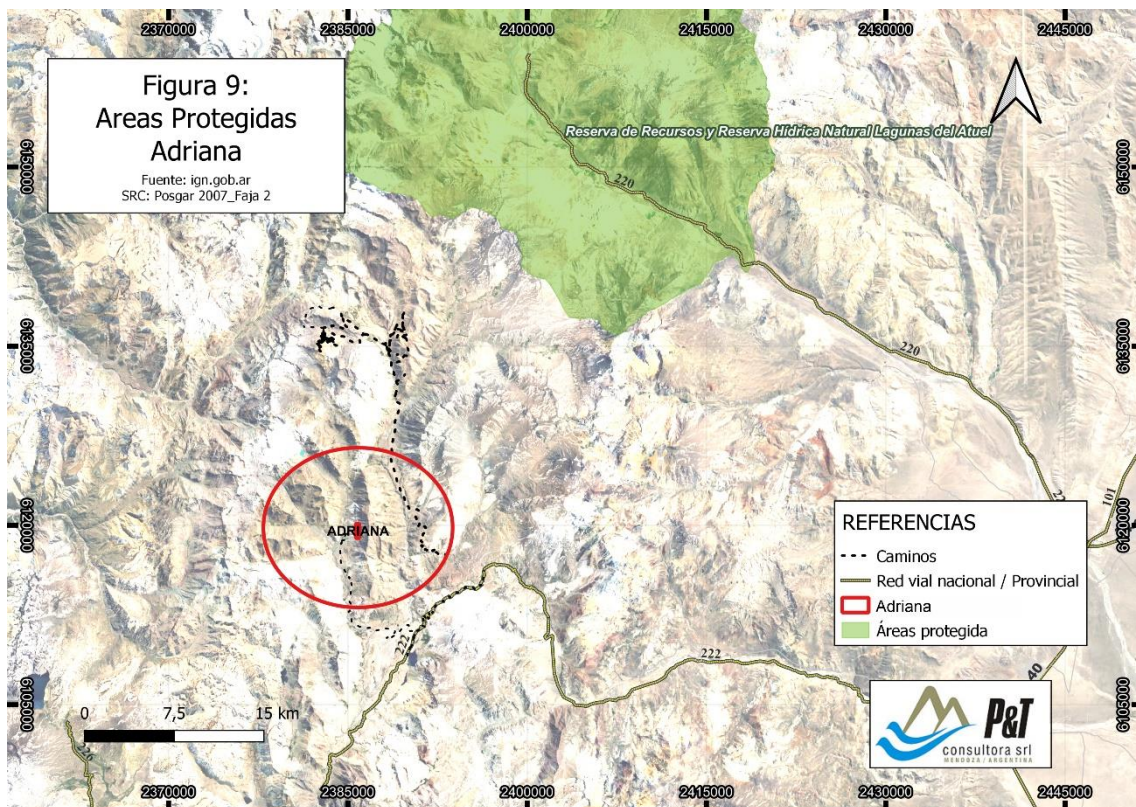 2370000
2385000
2400000
2415000
2430000
2445000
Figura 9:
Areas Protegidas
Adriana
Fuente: ign.gob.ar
SRC: Posgar 2007_Faja 2
Reserva de Recursos y Reserva Hídrica Natural Lagunas del Atuel
6150000
6150000
220
6135000
6135000
220
ADRIANA
6120000
6120000
101
REFERENCIAS
Caminos
Red vial nacional / Provincial
Adriana
Áreas protegida
222
222
40
6105000
6105000
0 7,5 15 km
226
P&T
consultora srl
MENDOZA / ARGENTINA
2370000
2385000
2400000
2415000
2430000
2445000